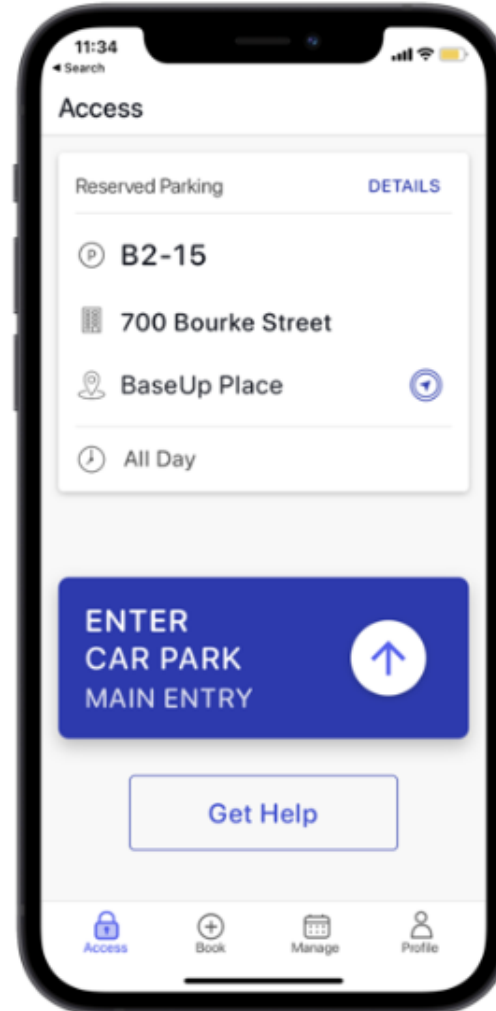 11:34
◀ Search
Access
Reserved Parking DETAILS
P B2-15
700 Bourke Street
BaseUp Place
All Day
ENTER
CAR PARK
MAIN ENTRY
Get Help
Access Book Manage Profile